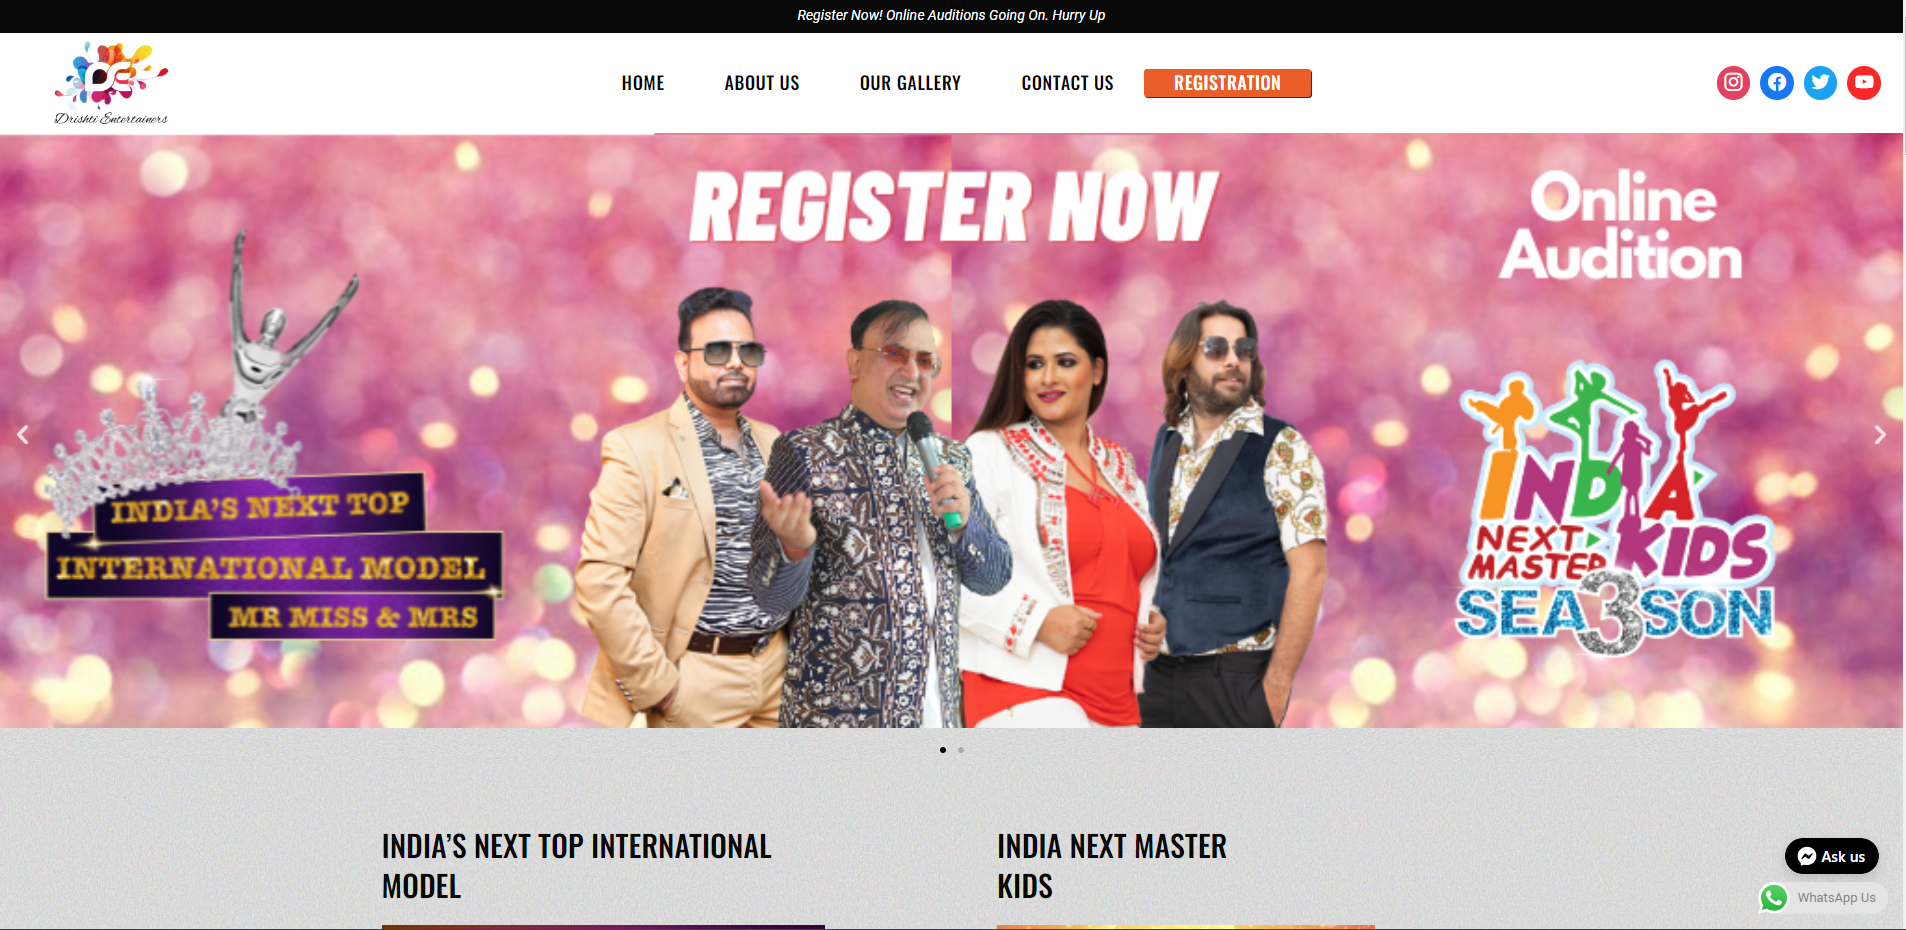 Register Now! Online Auditions Going On. Hurry Up
DE
Drishti Entertainers
HOME
ABOUT US
OUR GALLERY
CONTACT US
REGISTRATION
REGISTER NOW
Online
Audition
INDIA'S NEXT TOP
INTERNATIONAL MODEL
MR MISS & MRS
INDIA
NEXT
MASTER KIDS
SEA3SON
INDIA'S NEXT TOP INTERNATIONAL
MODEL
INDIA NEXT MASTER
KIDS
Ask us
WhatsApp Us